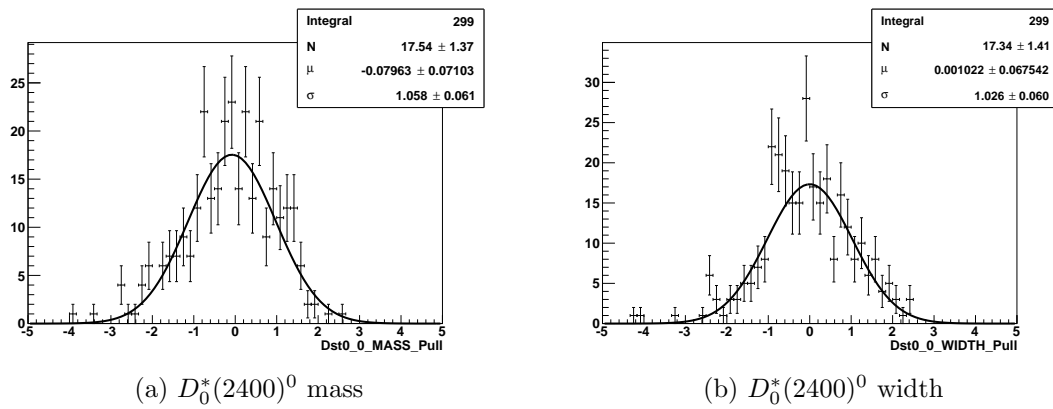 Integral 299
N 17.54 ± 1.37
μ -0.07963 ± 0.07103
σ 1.058 ± 0.061
25
20
15
10
5
0
-5 -4 -3 -2 -1 0 1 2 3 4 5
Dst0_0_MASS_Pull
(a) D₀*(2400)⁰ mass
Integral 299
N 17.34 ± 1.41
μ 0.001022 ± 0.067542
σ 1.026 ± 0.060
30
25
20
15
10
5
0
-5 -4 -3 -2 -1 0 1 2 3 4 5
Dst0_0_WIDTH_Pull
(b) D₀*(2400)⁰ width